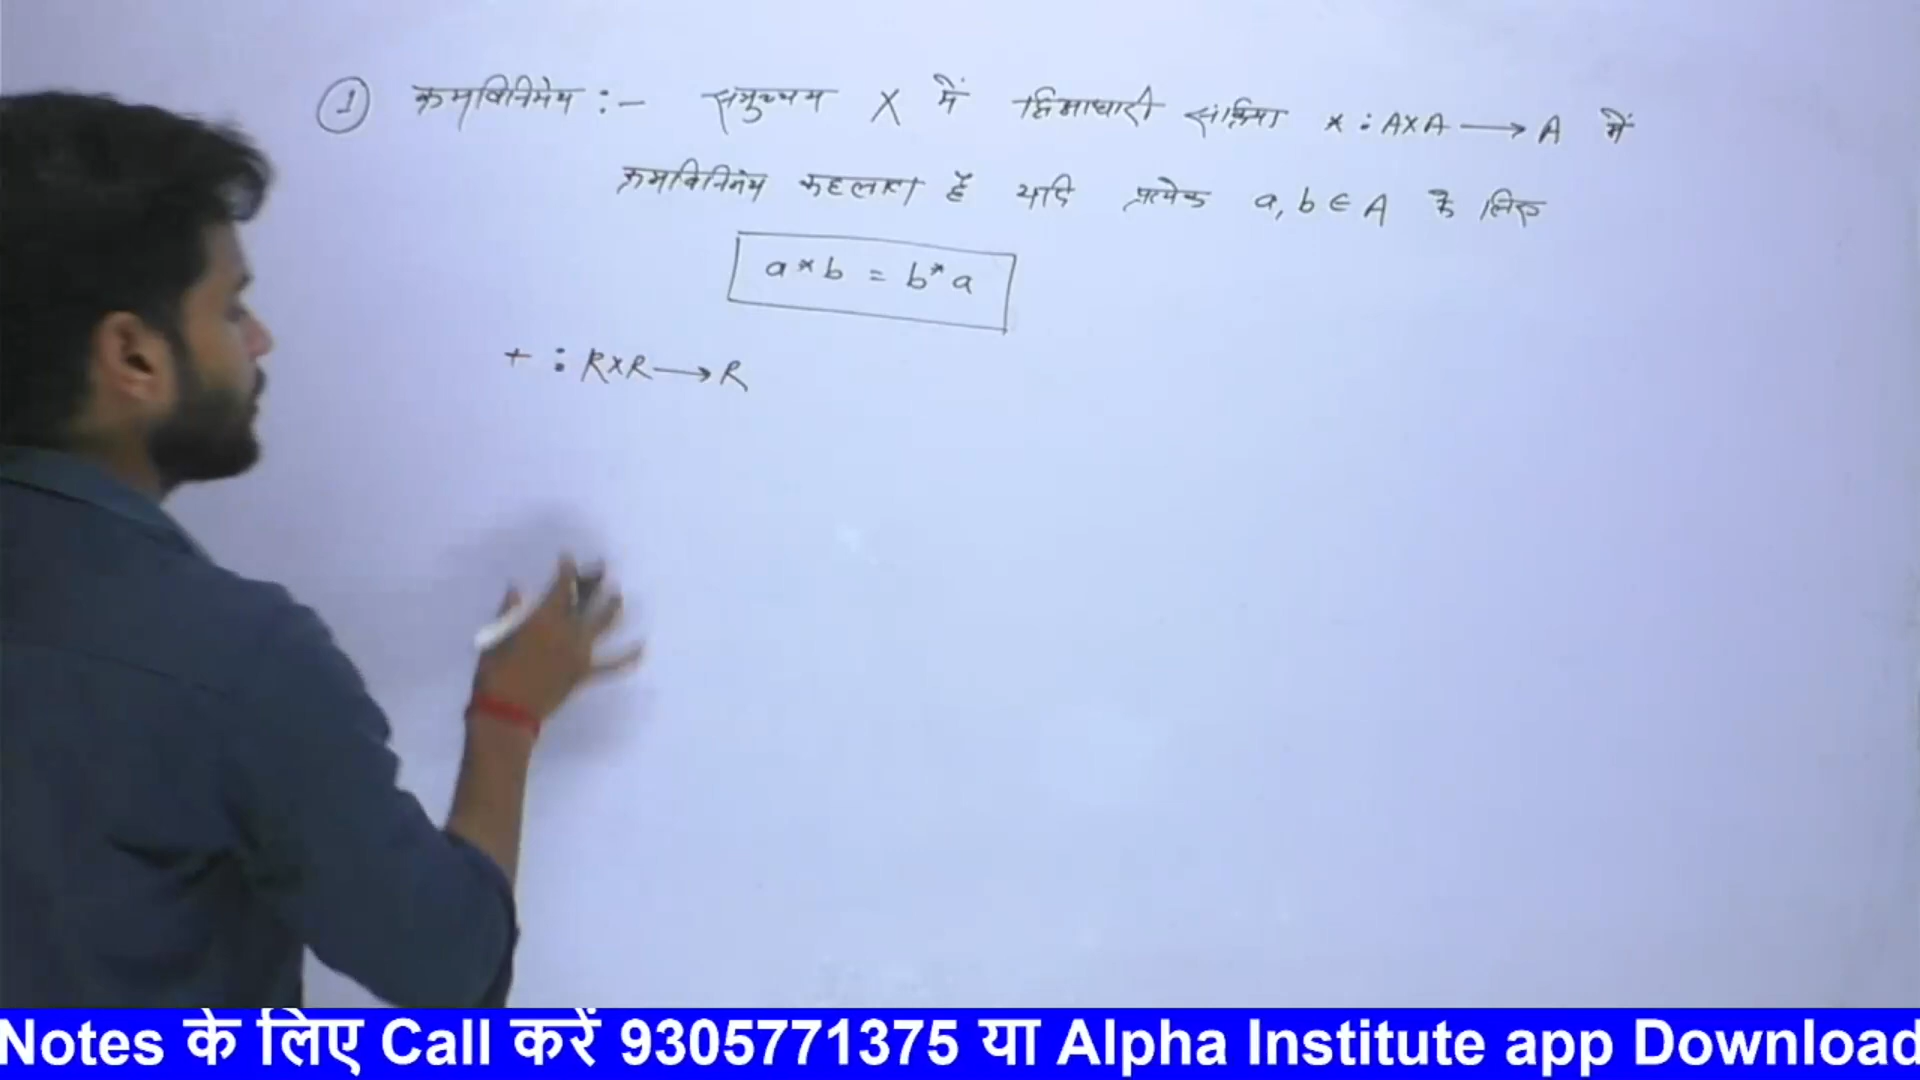 ① क्रमविनिमेय :- समुच्चय X में द्विआधारी संक्रिया * : A×A ⟶ A में
क्रमविनिमेय कहलाता है यदि प्रत्येक a, b ∈ A के लिए
a * b = b * a
+ : R×R ⟶ R
Notes के लिए Call करें 9305771375 या Alpha Institute app Download